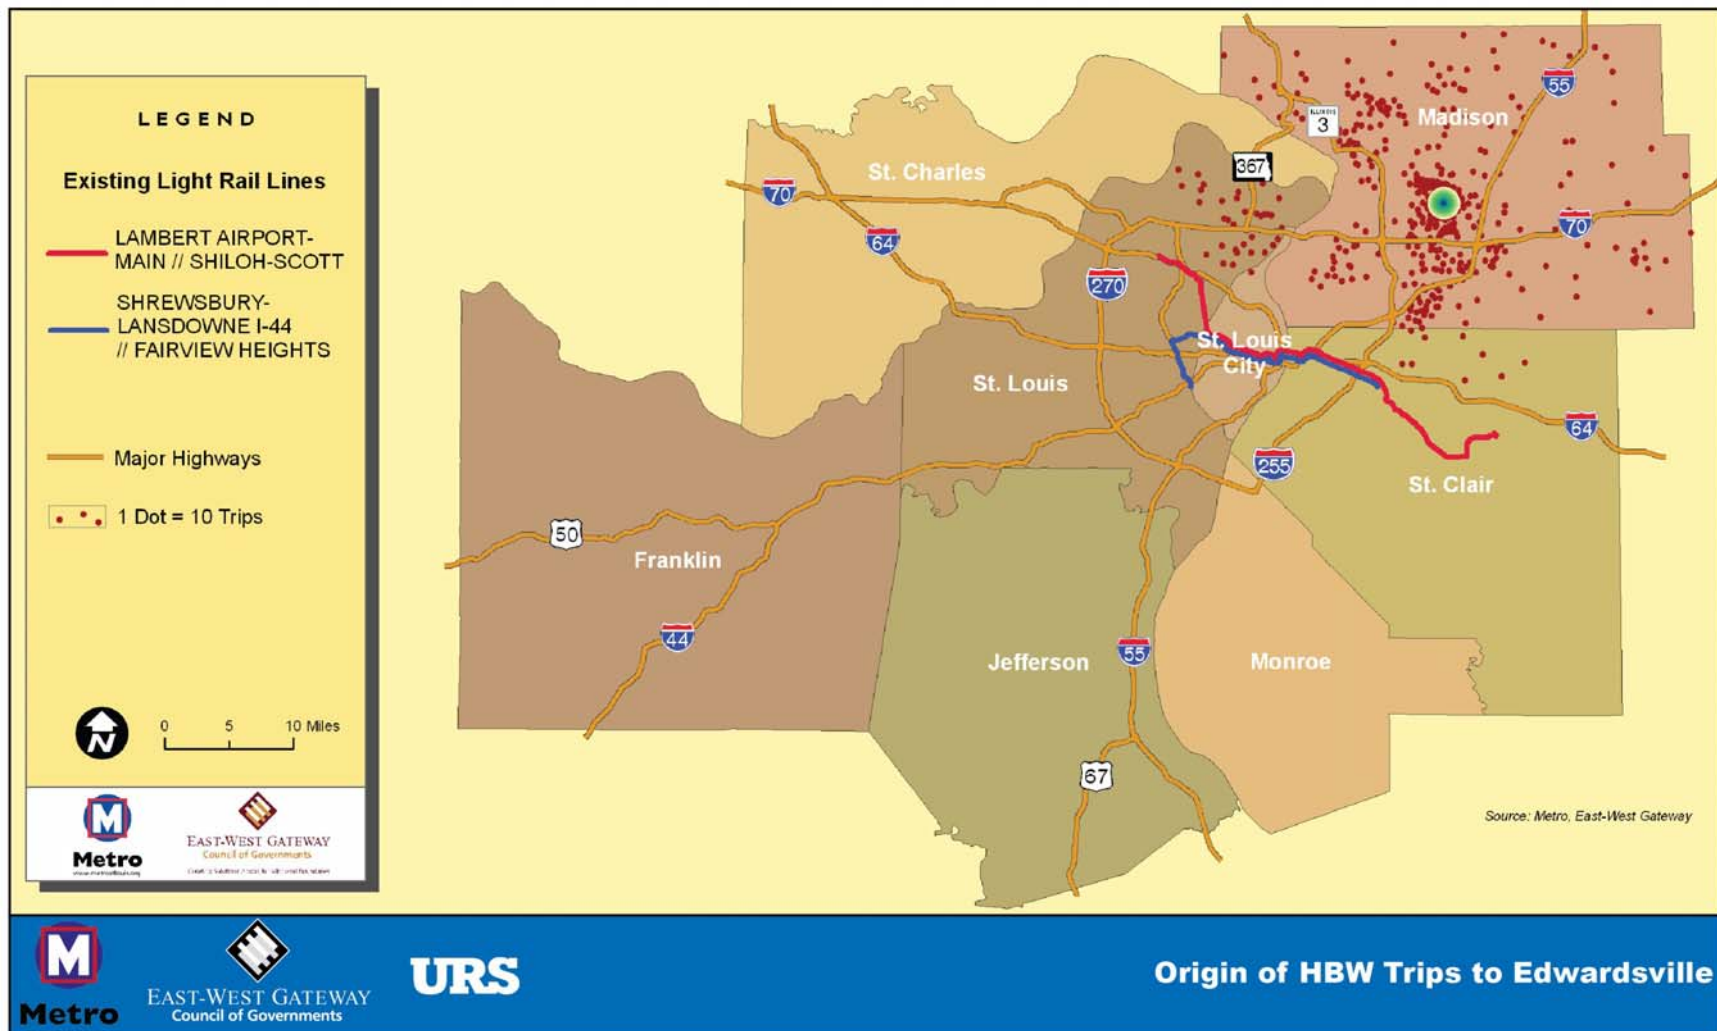 LEGEND
Existing Light Rail Lines
LAMBERT AIRPORT-
MAIN // SHILOH-SCOTT
SHREWSBURY-
LANSDOWNE I-44
// FAIRVIEW HEIGHTS
Major Highways
1 Dot = 10 Trips
N
0 5 10 Miles
M
Metro
EAST-WEST GATEWAY
Council of Governments
55
Madison
ILLINOIS
3
367
St. Charles
70
64
70
270
St. Louis
City
St. Louis
64
255
St. Clair
50
Franklin
44
Jefferson
55
Monroe
67
Source: Metro, East-West Gateway
M
Metro
EAST-WEST GATEWAY
Council of Governments
URS
Origin of HBW Trips to Edwardsville